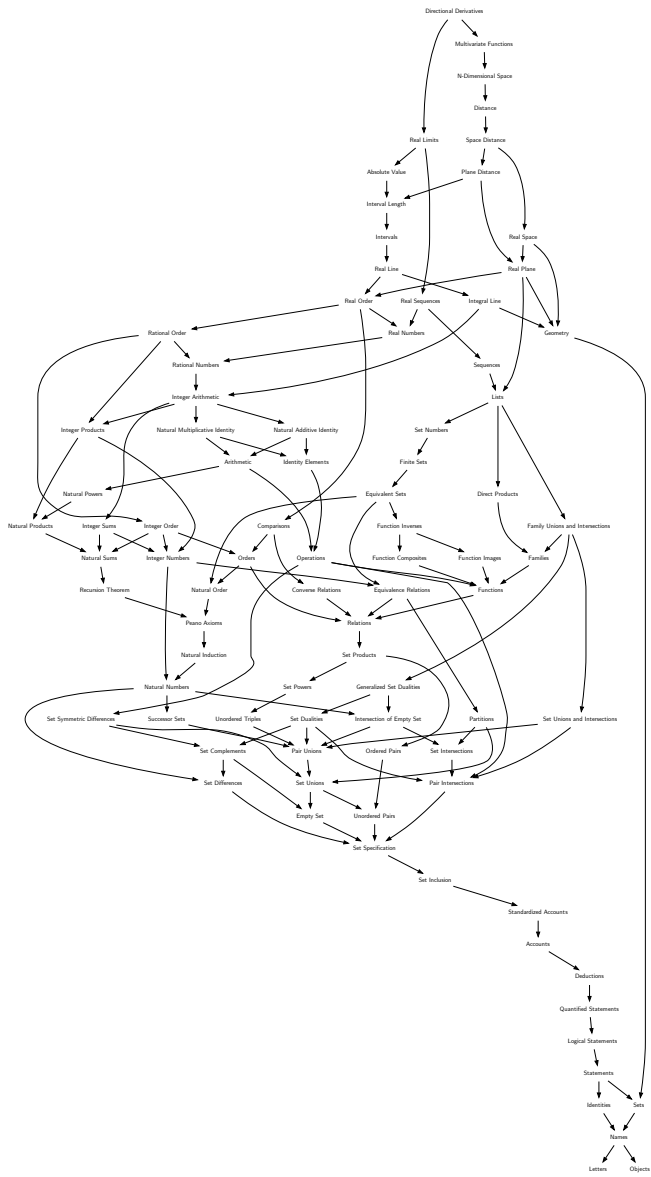 Directional Derivatives
Multivariate Functions
N-Dimensional Space
Distance
Real Limits
Space Distance
Absolute Value
Plane Distance
Interval Length
Intervals
Real Space
Real Line
Real Plane
Real Order
Real Sequences
Integral Line
Rational Order
Real Numbers
Geometry
Rational Numbers
Sequences
Integer Arithmetic
Lists
Integer Products
Natural Multiplicative Identity
Natural Additive Identity
Set Numbers
Arithmetic
Identity Elements
Finite Sets
Natural Powers
Equivalent Sets
Direct Products
Natural Products
Integer Sums
Integer Order
Comparisons
Function Inverses
Family Unions and Intersections
Natural Sums
Integer Numbers
Orders
Operations
Function Composites
Function Images
Families
Recursion Theorem
Natural Order
Converse Relations
Equivalence Relations
Functions
Peano Axioms
Relations
Natural Induction
Set Products
Natural Numbers
Set Powers
Generalized Set Dualities
Set Symmetric Differences
Successor Sets
Unordered Triples
Set Dualities
Intersection of Empty Set
Partitions
Set Unions and Intersections
Set Complements
Pair Unions
Ordered Pairs
Set Intersections
Set Differences
Set Unions
Pair Intersections
Empty Set
Unordered Pairs
Set Specification
Set Inclusion
Standardized Accounts
Accounts
Deductions
Quantified Statements
Logical Statements
Statements
Identities
Sets
Names
Letters
Objects